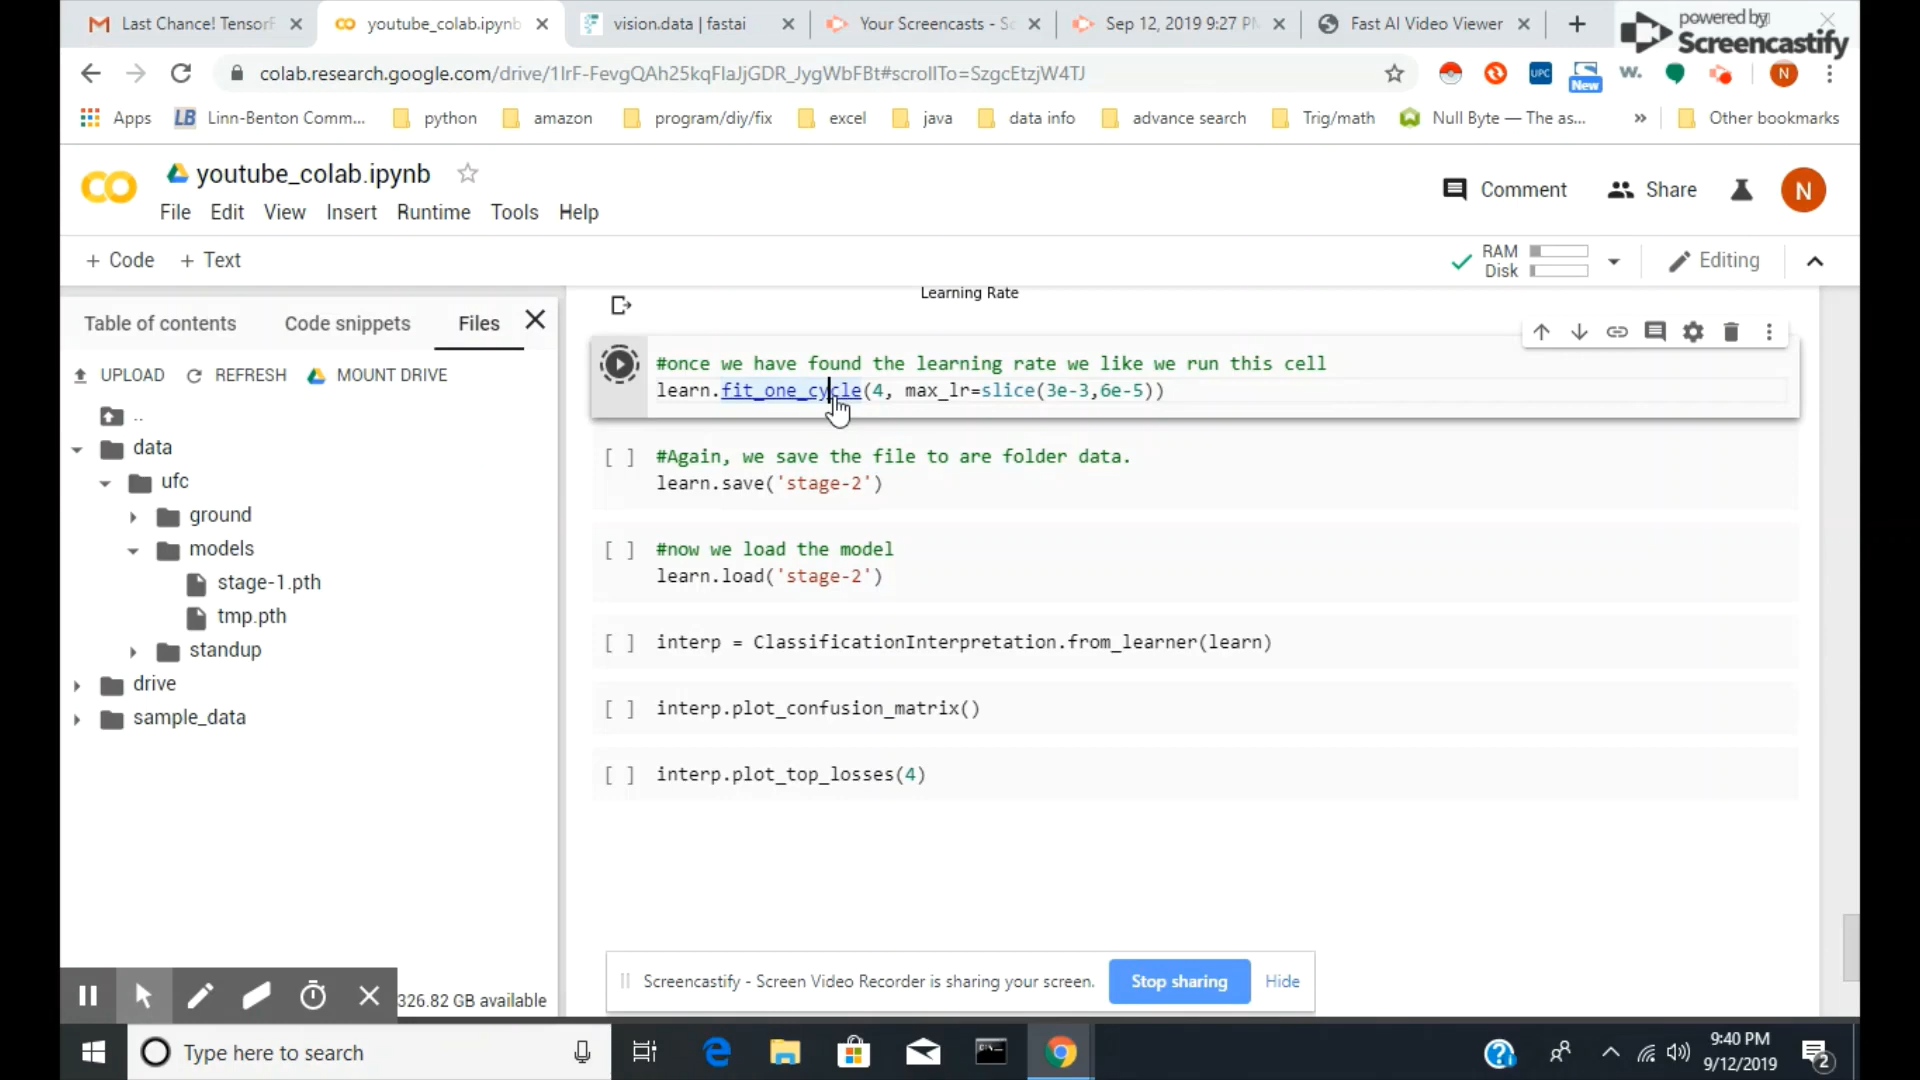 Last Chance! Tensorf
youtube_colab.ipynb
vision.data | fastai
Your Screencasts - Sc
Sep 12, 2019 9:27 PM
Fast AI Video Viewer
powered by
Screencastify
colab.research.google.com/drive/1IrF-FevgQAh25kqFlaJjGDR_JygWbFBt#scrollTo=SzgcEtzjW4TJ
UPC
New
w.
N
Apps
LB Linn-Benton Comm...
python
amazon
program/diy/fix
excel
java
data info
advance search
Trig/math
Null Byte — The as...
»
Other bookmarks
youtube_colab.ipynb
Comment
Share
N
File Edit View Insert Runtime Tools Help
+ Code + Text
RAM
Disk
Editing
Table of contents
Code snippets
Files
UPLOAD
REFRESH
MOUNT DRIVE
..
data
ufc
ground
models
stage-1.pth
tmp.pth
standup
drive
sample_data
326.82 GB available
Learning Rate
#once we have found the learning rate we like we run this cell
learn.fit_one_cycle(4, max_lr=slice(3e-3,6e-5))
[ ] #Again, we save the file to are folder data.
learn.save('stage-2')
[ ] #now we load the model
learn.load('stage-2')
[ ] interp = ClassificationInterpretation.from_learner(learn)
[ ] interp.plot_confusion_matrix()
[ ] interp.plot_top_losses(4)
Screencastify - Screen Video Recorder is sharing your screen.
Stop sharing
Hide
Type here to search
9:40 PM
9/12/2019
2